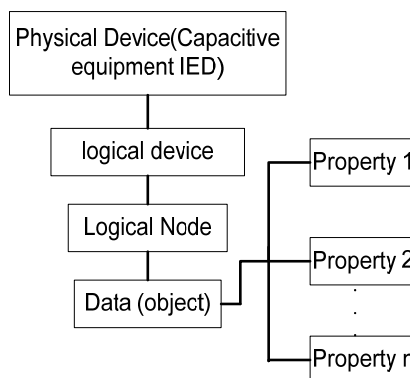 Physical Device(Capacitive
equipment IED)
logical device
Property 1
Logical Node
Property 2
Data (object)
Property n